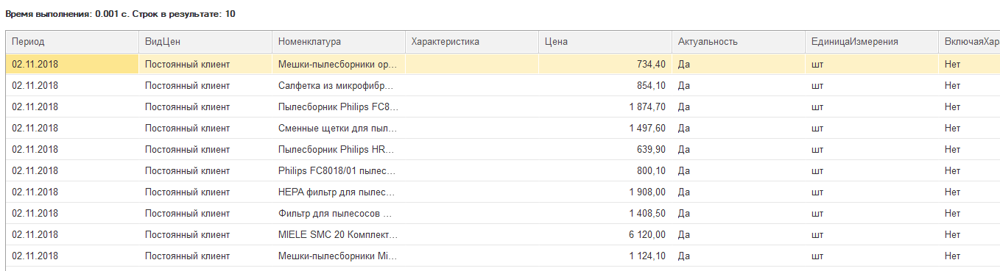 Время выполнения: 0.001 с. Строк в результате: 10
Период ВидЦен Номенклатура Характеристика Цена Актуальность ЕдиницаИзмерения ВключаяХар
02.11.2018 Постоянный клиент Мешки-пылесборники ор... 734,40 Да шт Нет
02.11.2018 Постоянный клиент Салфетка из микрофибр... 854,10 Да шт Нет
02.11.2018 Постоянный клиент Пылесборник Philips FC8... 1 874,70 Да шт Нет
02.11.2018 Постоянный клиент Сменные щетки для пыл... 1 497,60 Да шт Нет
02.11.2018 Постоянный клиент Пылесборник Philips HR... 639,90 Да шт Нет
02.11.2018 Постоянный клиент Philips FC8018/01 пылес... 800,10 Да шт Нет
02.11.2018 Постоянный клиент HEPA фильтр для пылес... 1 908,00 Да шт Нет
02.11.2018 Постоянный клиент Фильтр для пылесосов ... 1 408,50 Да шт Нет
02.11.2018 Постоянный клиент MIELE SMC 20 Комплект... 6 120,00 Да шт Нет
02.11.2018 Постоянный клиент Мешки-пылесборники Mi... 1 124,10 Да шт Нет